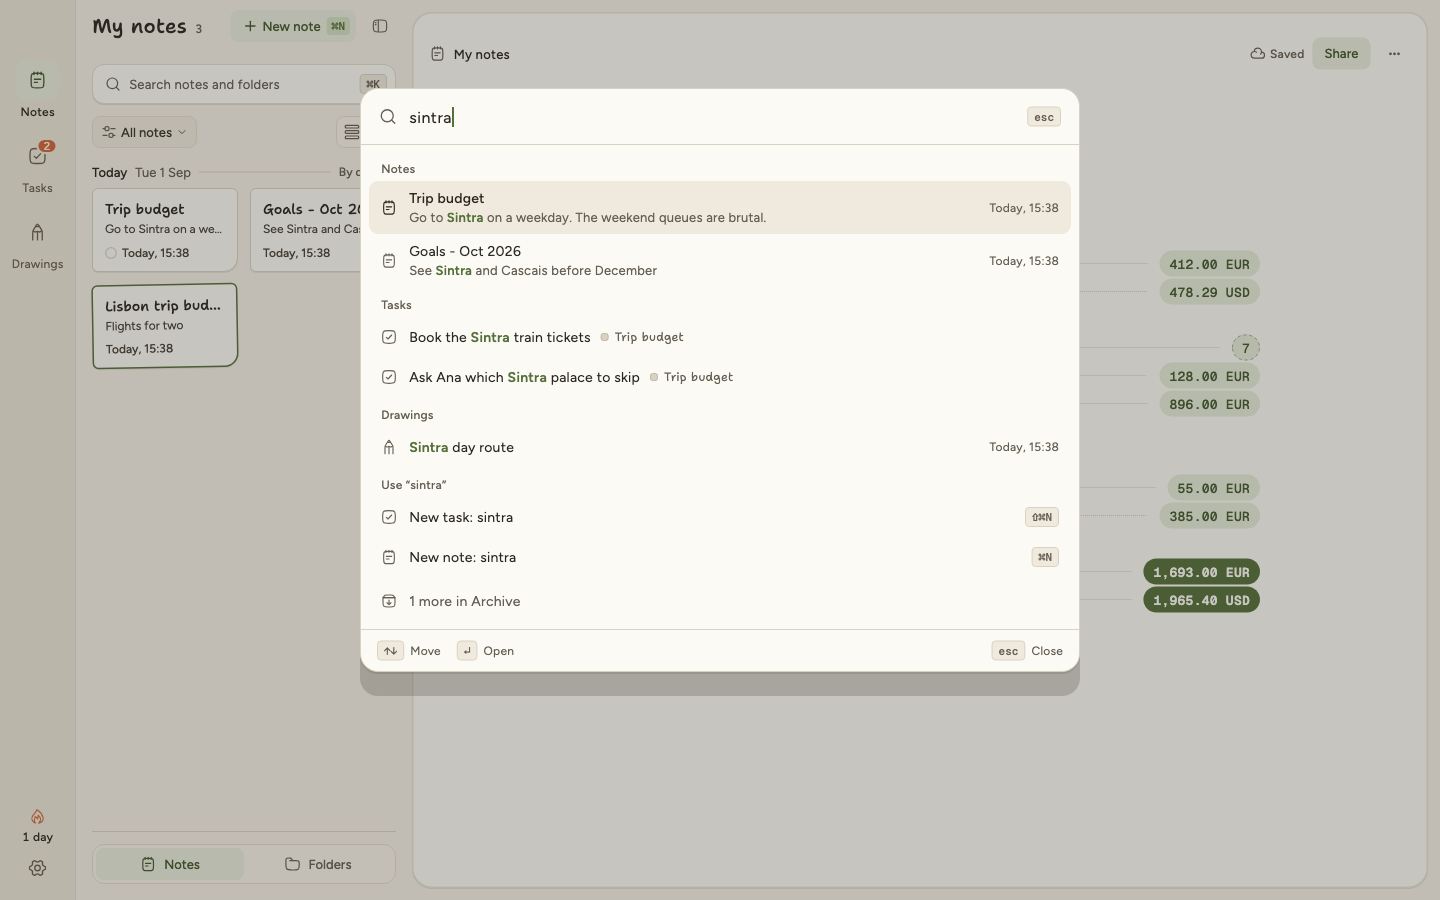 My notes 3
New note ⌘N
Notes
2
Tasks
Drawings
1 day
Search notes and folders ⌘K
All notes
Today Tue 1 Sep
Trip budget
Go to Sintra on a we...
Today, 15:38
Today, 15:38
Lisbon trip bud...
Flights for two
Today, 15:38
Notes
Folders
My notes
Saved
Share
sintra
esc
Notes
Trip budget
Go to Sintra on a weekday. The weekend queues are brutal.
Today, 15:38
Goals - Oct 2026
See Sintra and Cascais before December
Today, 15:38
Tasks
Book the Sintra train tickets Trip budget
Ask Ana which Sintra palace to skip Trip budget
Drawings
Sintra day route
Today, 15:38
Use “sintra”
New task: sintra ⇧⌘N
New note: sintra ⌘N
1 more in Archive
↑↓ Move ↵ Open
esc Close
412.00 EUR
478.29 USD
7
128.00 EUR
896.00 EUR
55.00 EUR
385.00 EUR
1,693.00 EUR
1,965.40 USD